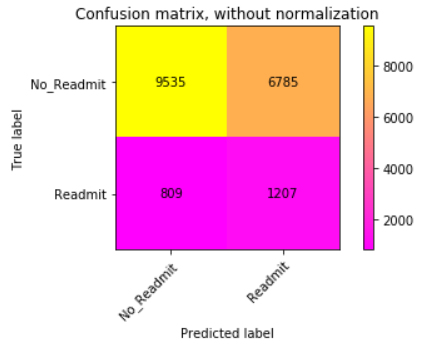 Confusion matrix, without normalization
True label
No_Readmit
9535
6785
Readmit
809
1207
8000
6000
4000
2000
No_Readmit
Readmit
Predicted label